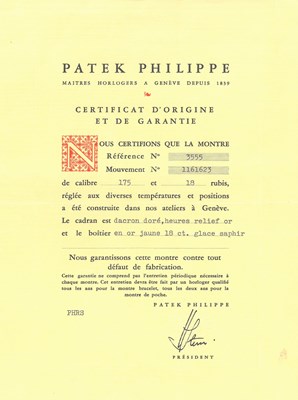 PATEK PHILIPPE
MAITRES HORLOGERS A GENÈVE DEPUIS 1839
CERTIFICAT D'ORIGINE
ET DE GARANTIE
NOUS CERTIFIONS QUE LA MONTRE
Référence Nº 3555
Mouvement Nº 1161623
de calibre 175 et 18 rubis,
réglée aux diverses températures et positions
a été construite dans nos ateliers à Genève.
Le cadran est dacron doré,heures relief or
et le boîtier en or jauns 18 ct. glace saphir
Nous garantissons cette montre contre tout
défaut de fabrication.
Cette garantie ne comprend pas l'entretien périodique nécessaire à
chaque montre. Cet entretien devra être fait par un horloger qualifié
tous les ans pour la montre bracelet, tous les deux ans pour la
montre de poche.
PATEK PHILIPPE
PHRS
PRÉSIDENT